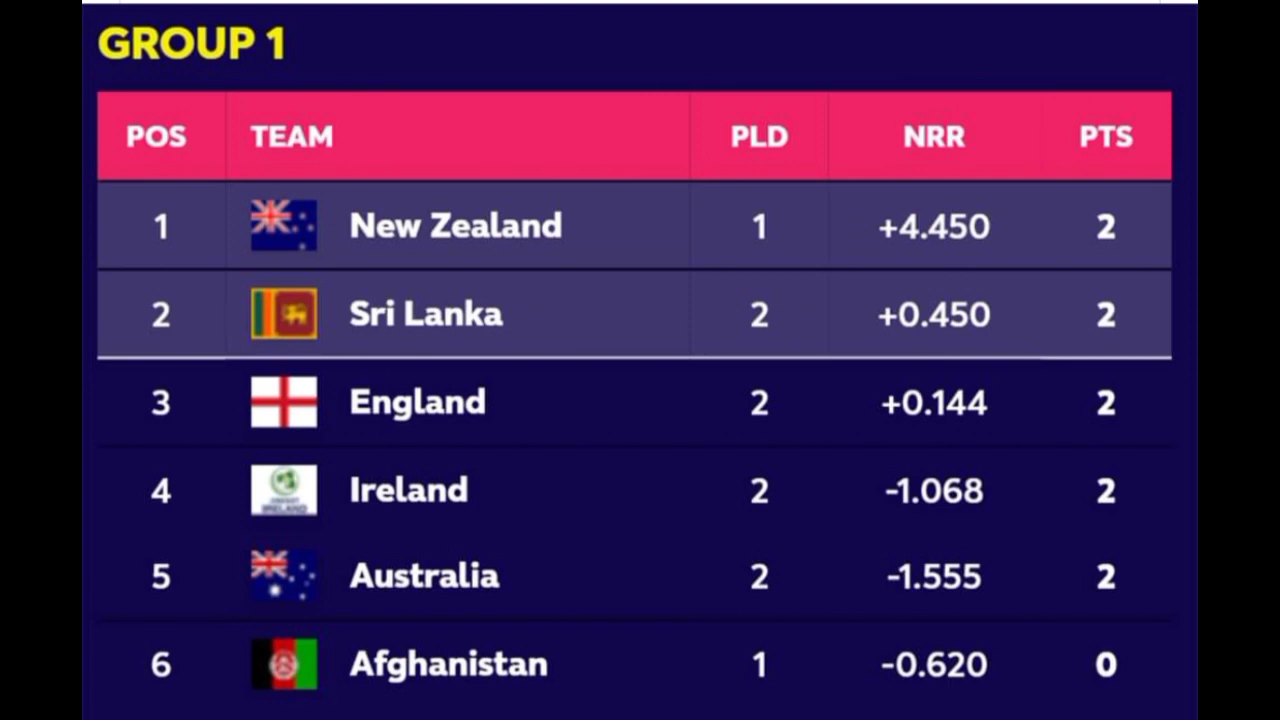 GROUP 1
POS TEAM PLD NRR PTS
1 New Zealand 1 +4.450 2
2 Sri Lanka 2 +0.450 2
3 England 2 +0.144 2
4 Ireland 2 -1.068 2
5 Australia 2 -1.555 2
6 Afghanistan 1 -0.620 0